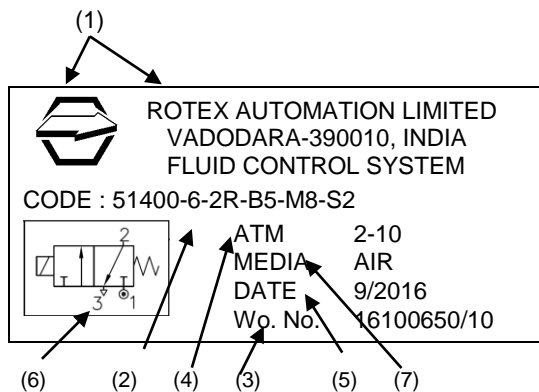 (1)
ROTEX AUTOMATION LIMITED
VADODARA-390010, INDIA
FLUID CONTROL SYSTEM
CODE : 51400-6-2R-B5-M8-S2
ATM 2-10
MEDIA AIR
DATE 9/2016
Wo. No. 16100650/10
2
3 1
(6) (2) (4) (3) (5) (7)